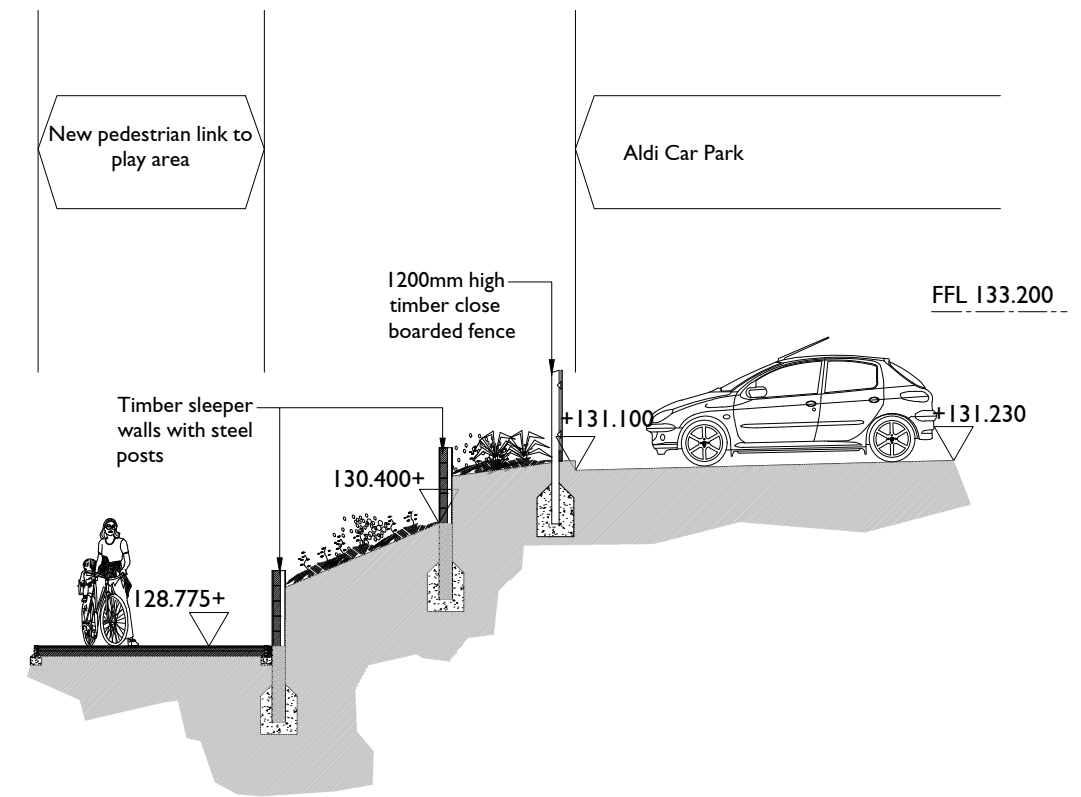 New pedestrian link to
play area
Aldi Car Park
1200mm high
timber close
boarded fence
FFL 133.200
Timber sleeper
walls with steel
posts
+131.100
+131.230
130.400+
128.775+